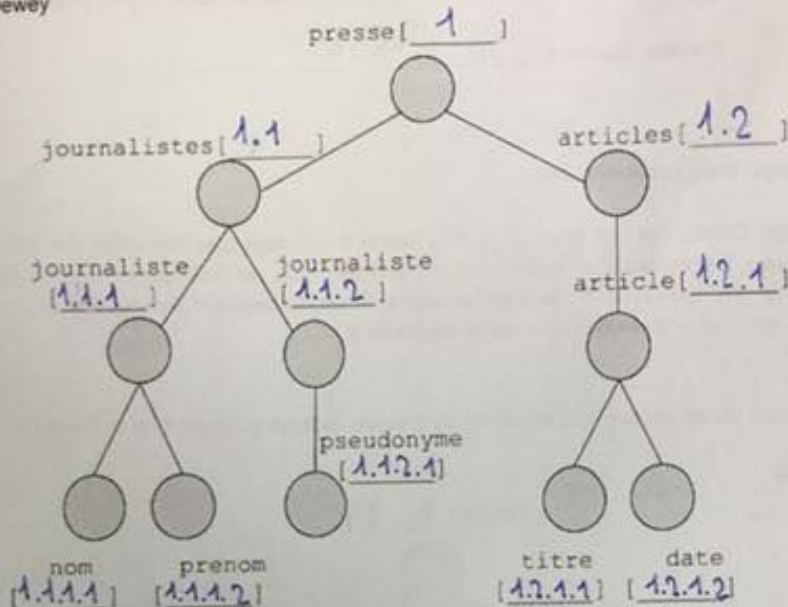 Dewey
presse[ 1 ]
journalistes[ 1.1 ]
articles[ 1.2 ]
journaliste
[ 1.1.1 ]
journaliste
[ 1.1.2 ]
article[ 1.2.1 ]
pseudonyme
[ 1.1.2.1 ]
nom
[ 1.1.1.1 ]
prenom
[ 1.1.1.2 ]
titre
[ 1.2.1.1 ]
date
[ 1.2.1.2 ]